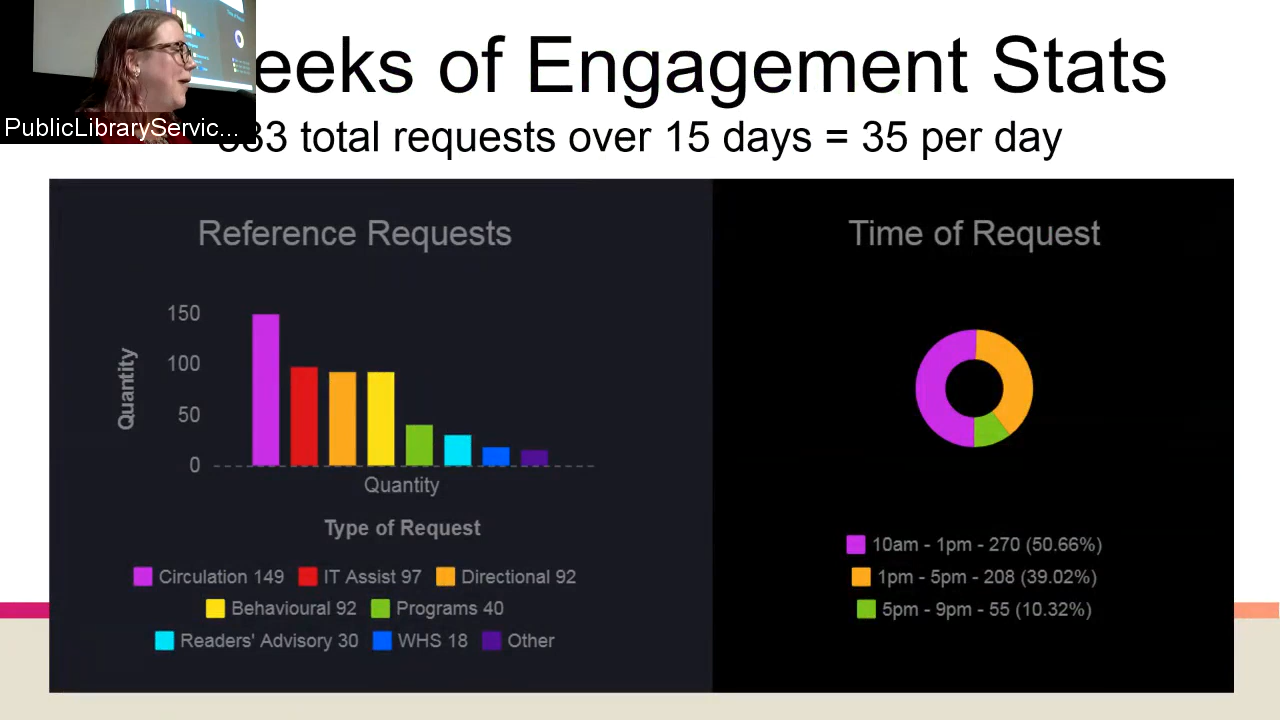 of Engagement Stats
total requests over 15 days = 35 per day
PublicLibraryServic...
Reference Requests
150
100
50
0
Quantity
Quantity
Type of Request
Circulation 149 IT Assist 97 Directional 92
Behavioural 92 Programs 40
Readers' Advisory 30 WHS 18 Other
Time of Request
10am - 1pm - 270 (50.66%)
1pm - 5pm - 208 (39.02%)
5pm - 9pm - 55 (10.32%)